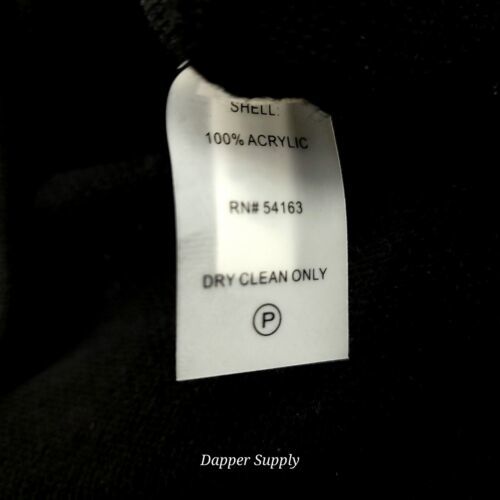 SHELL:
100% ACRYLIC
RN# 54163
DRY CLEAN ONLY
P
Dapper Supply